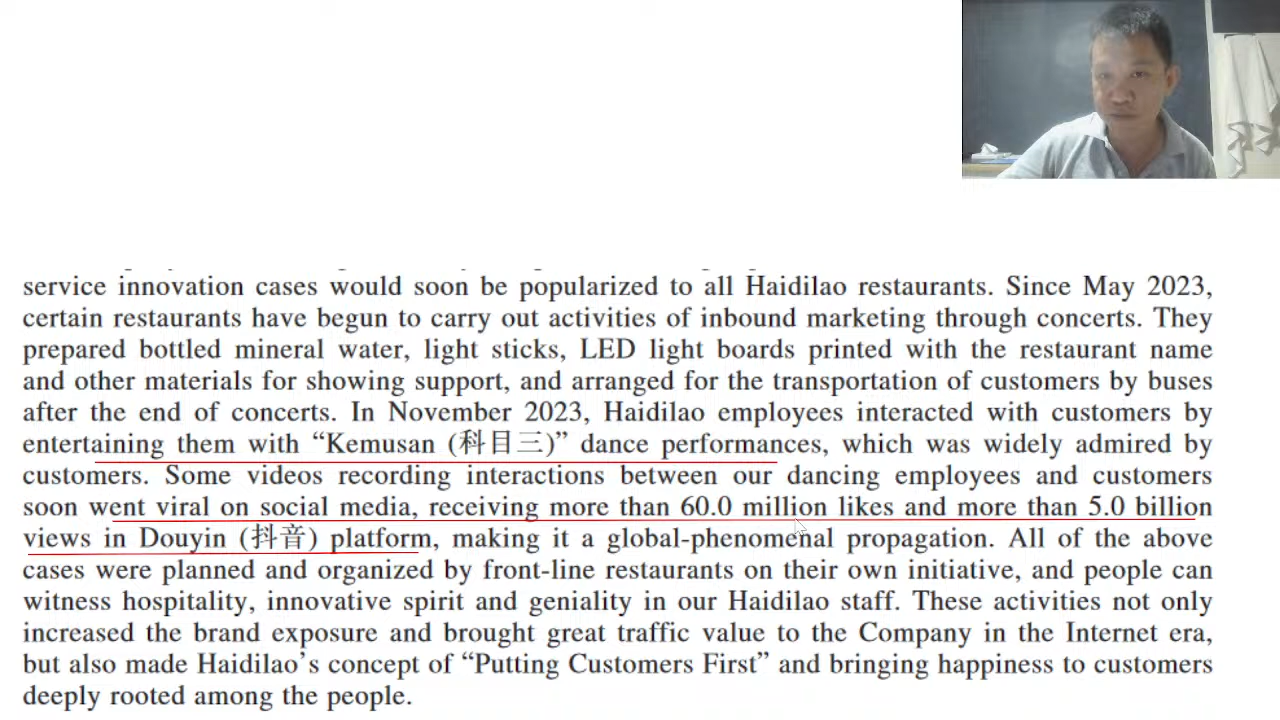 service innovation cases would soon be popularized to all Haidilao restaurants. Since May 2023,
certain restaurants have begun to carry out activities of inbound marketing through concerts. They
prepared bottled mineral water, light sticks, LED light boards printed with the restaurant name
and other materials for showing support, and arranged for the transportation of customers by buses
after the end of concerts. In November 2023, Haidilao employees interacted with customers by
entertaining them with “Kemusan (科目三)” dance performances, which was widely admired by
customers. Some videos recording interactions between our dancing employees and customers
soon went viral on social media, receiving more than 60.0 million likes and more than 5.0 billion
views in Douyin (抖音) platform, making it a global-phenomenal propagation. All of the above
cases were planned and organized by front-line restaurants on their own initiative, and people can
witness hospitality, innovative spirit and geniality in our Haidilao staff. These activities not only
increased the brand exposure and brought great traffic value to the Company in the Internet era,
but also made Haidilao’s concept of “Putting Customers First” and bringing happiness to customers
deeply rooted among the people.